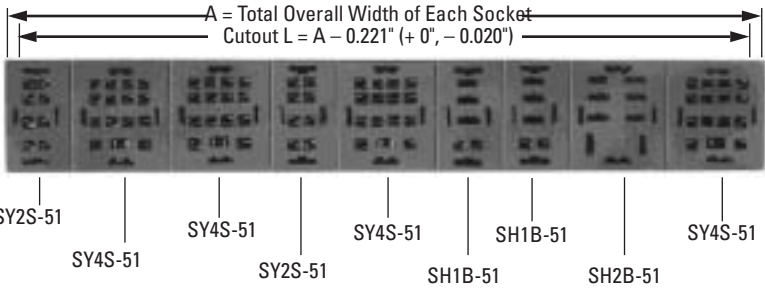 A = Total Overall Width of Each Socket
Cutout L = A – 0.221" (+ 0", – 0.020")
SY2S-51
SY4S-51
SY4S-51
SY2S-51
SY4S-51
SH1B-51
SH1B-51
SH2B-51
SY4S-51